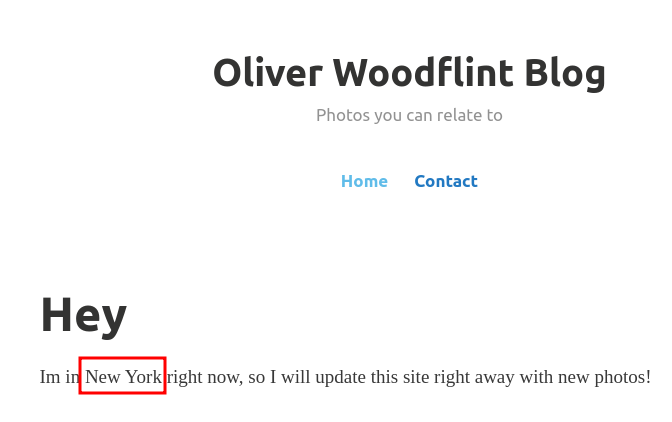 Oliver Woodflint Blog
Photos you can relate to
Home Contact
Hey
Im in New York right now, so I will update this site right away with new photos!